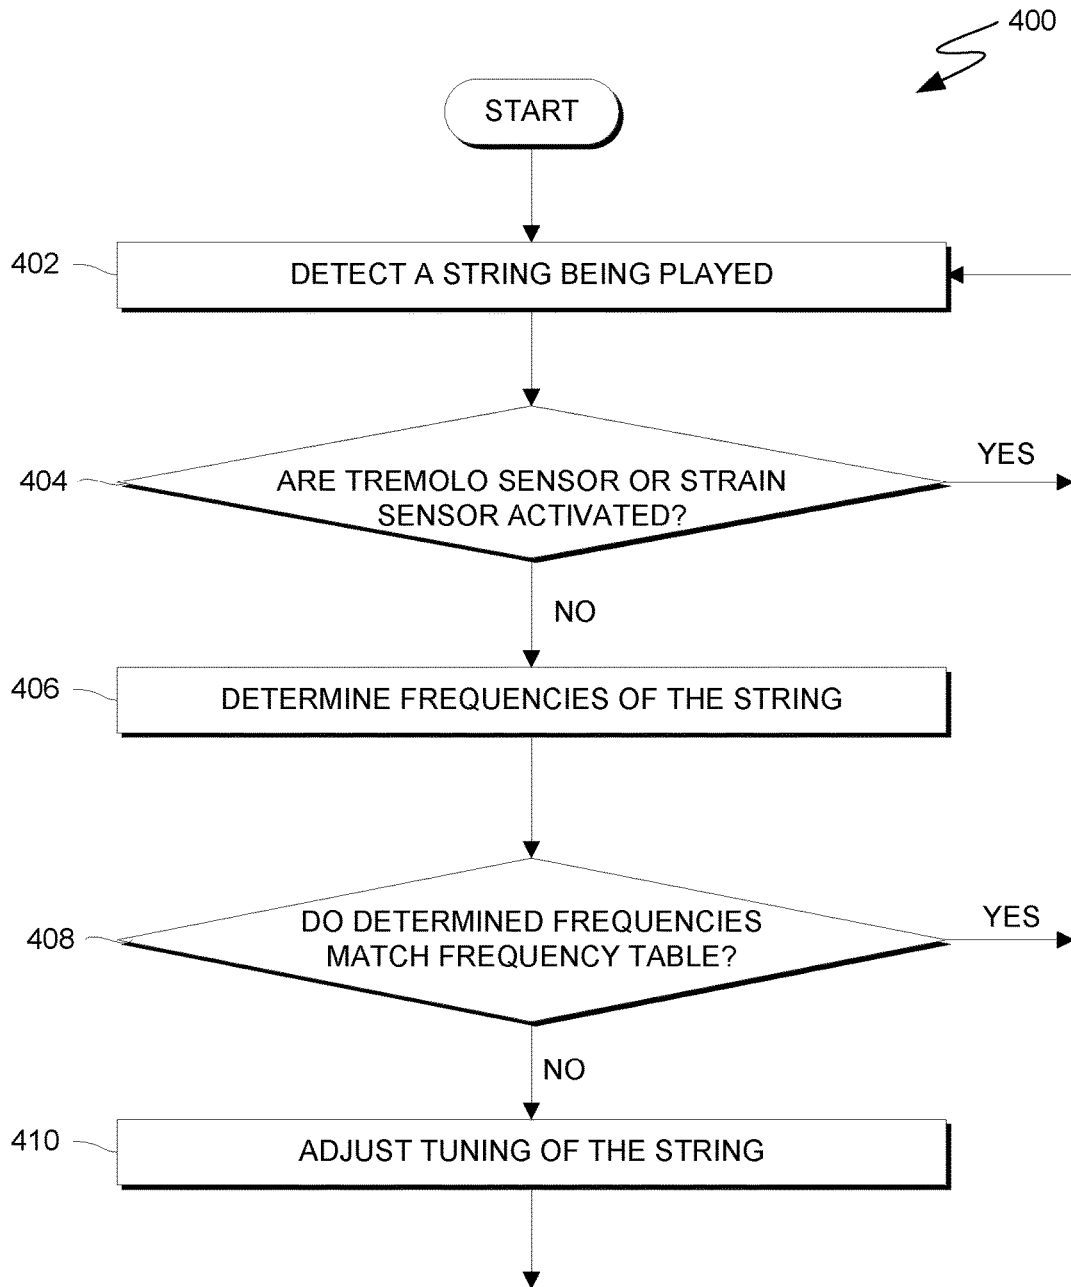 400
START
402
DETECT A STRING BEING PLAYED
404
ARE TREMOLO SENSOR OR STRAIN
SENSOR ACTIVATED?
YES
NO
406
DETERMINE FREQUENCIES OF THE STRING
408
DO DETERMINED FREQUENCIES
MATCH FREQUENCY TABLE?
YES
NO
410
ADJUST TUNING OF THE STRING